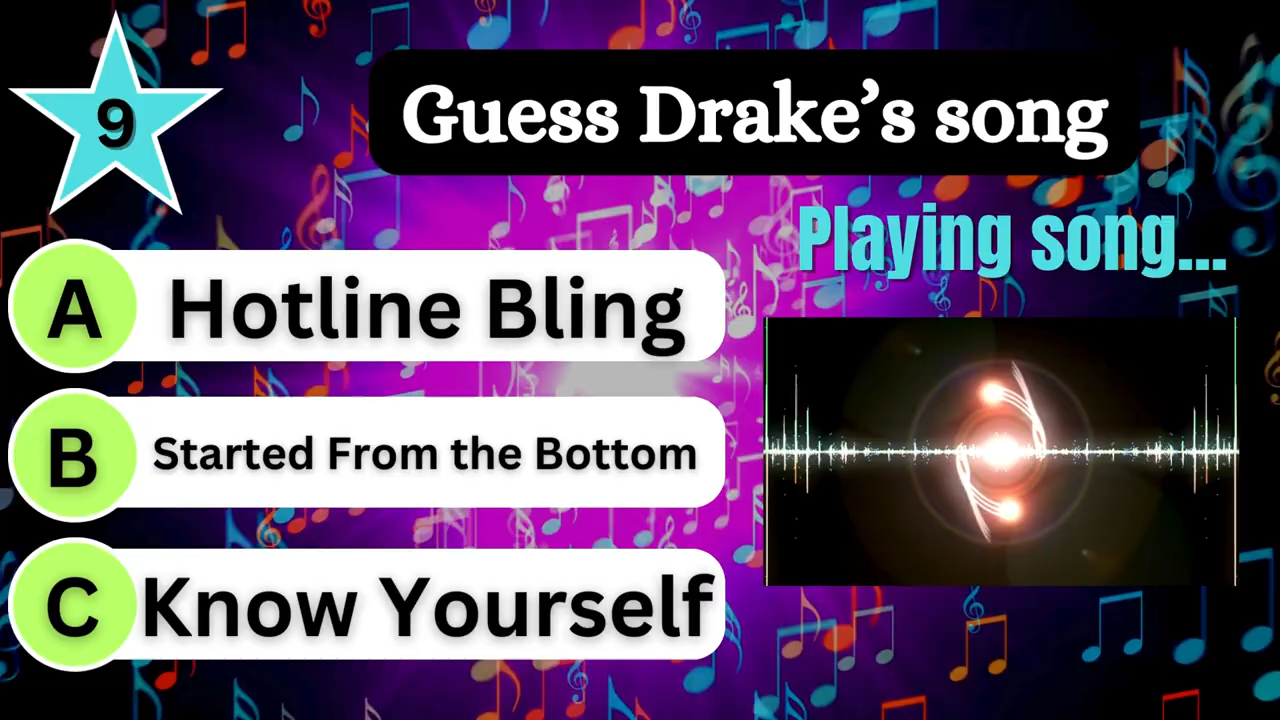 9
Guess Drake’s song
Playing song...
A Hotline Bling
B Started From the Bottom
C Know Yourself